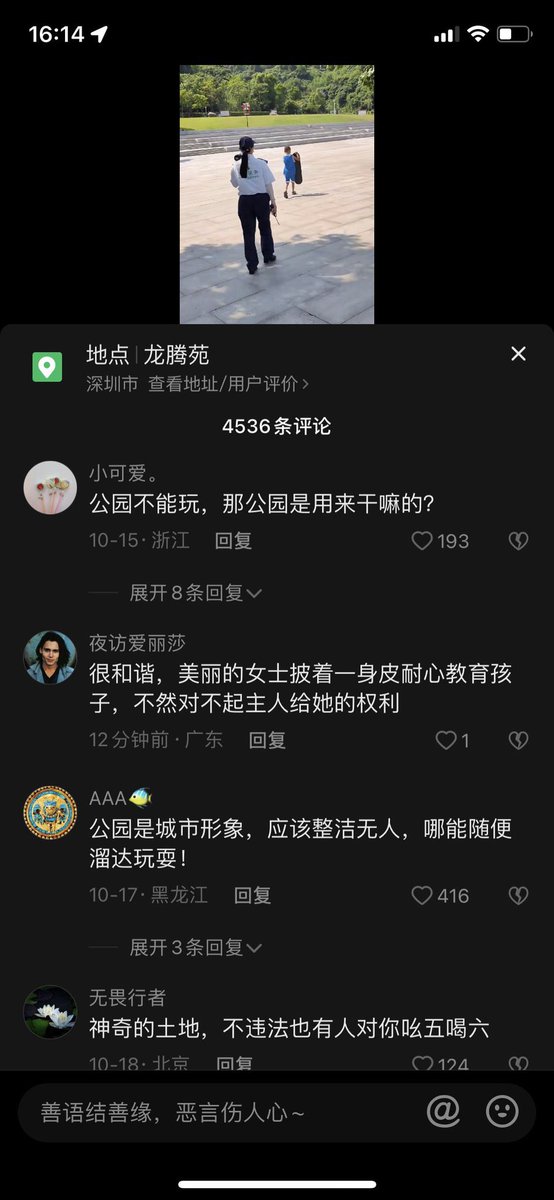 16:14
地点 | 龙腾苑
深圳市 查看地址/用户评价>
4536条评论
小可爱。
公园不能玩，那公园是用来干嘛的?
10-15·浙江 回复 193
展开8条回复
夜访爱丽莎
很和谐，美丽的女士披着一身皮耐心教育孩
子，不然对不起主人给她的权利
12分钟前·广东 回复 1
AAA🐠
公园是城市形象，应该整洁无人，哪能随便
溜达玩耍！
10-17·黑龙江 回复 416
展开3条回复
无畏行者
神奇的土地，不违法也有人对你吆五喝六
10-18·北京 回复 124
善语结善缘，恶言伤人心~